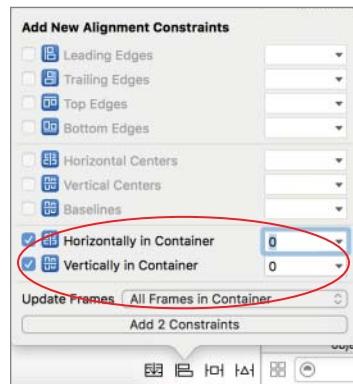 Add New Alignment Constraints
Leading Edges
Trailing Edges
Top Edges
Bottom Edges
Horizontal Centers
Vertical Centers
Baselines
Horizontally in Container 0
Vertically in Container 0
Update Frames All Frames in Container
Add 2 Constraints